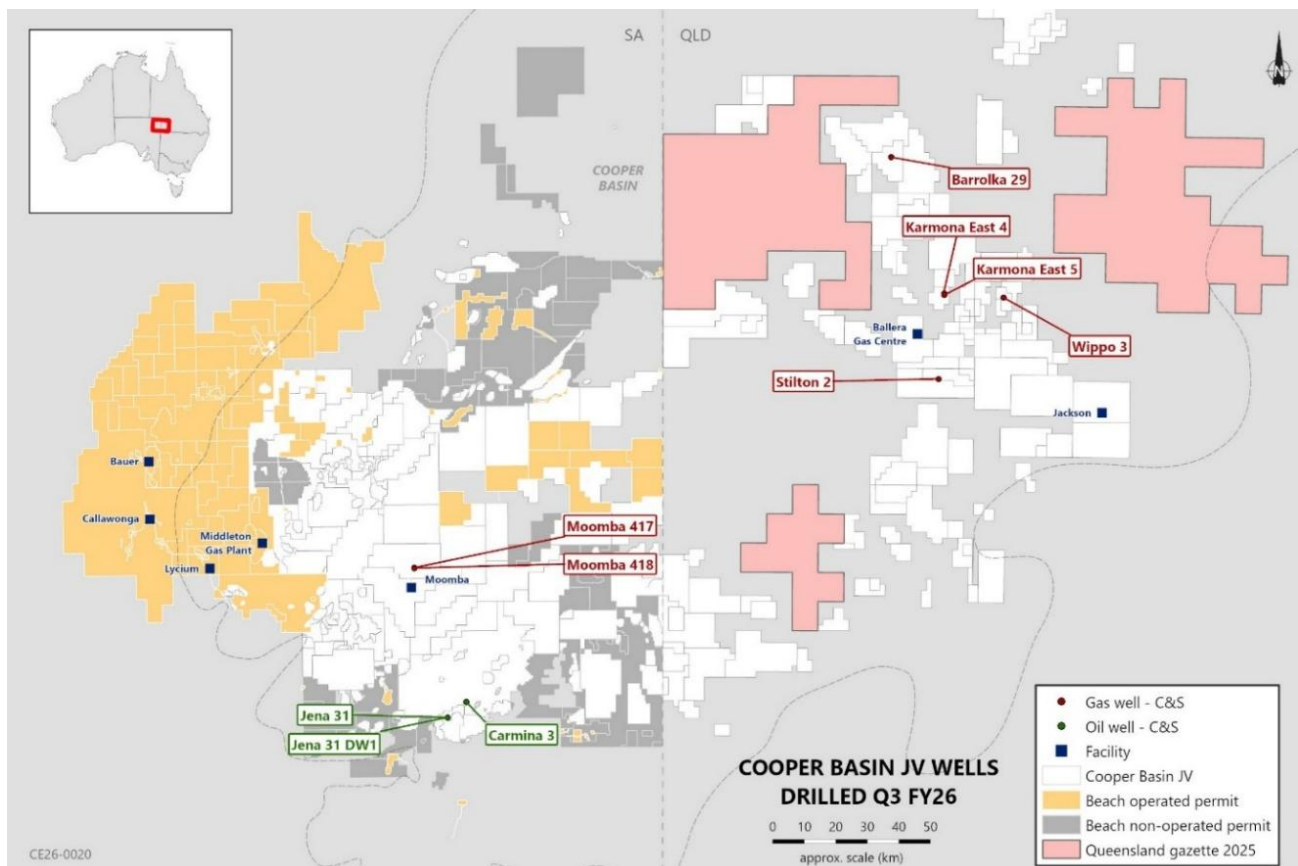 SA
QLD
N
COOPER
BASIN
Barrolka 29
Karmona East 4
Karmona East 5
Ballera
Gas Centre
Wippo 3
Stilton 2
Jackson
Bauer
Callawonga
Middleton
Gas Plant
Lycium
Moomba 417
Moomba 418
Moomba
Jena 31
Jena 31 DW1
Carmina 3
COOPER BASIN JV WELLS
DRILLED Q3 FY26
0 10 20 30 40 50
approx. scale (km)
Gas well - C&S
Oil well - C&S
Facility
Cooper Basin JV
Beach operated permit
Beach non-operated permit
Queensland gazette 2025
CE26-0020